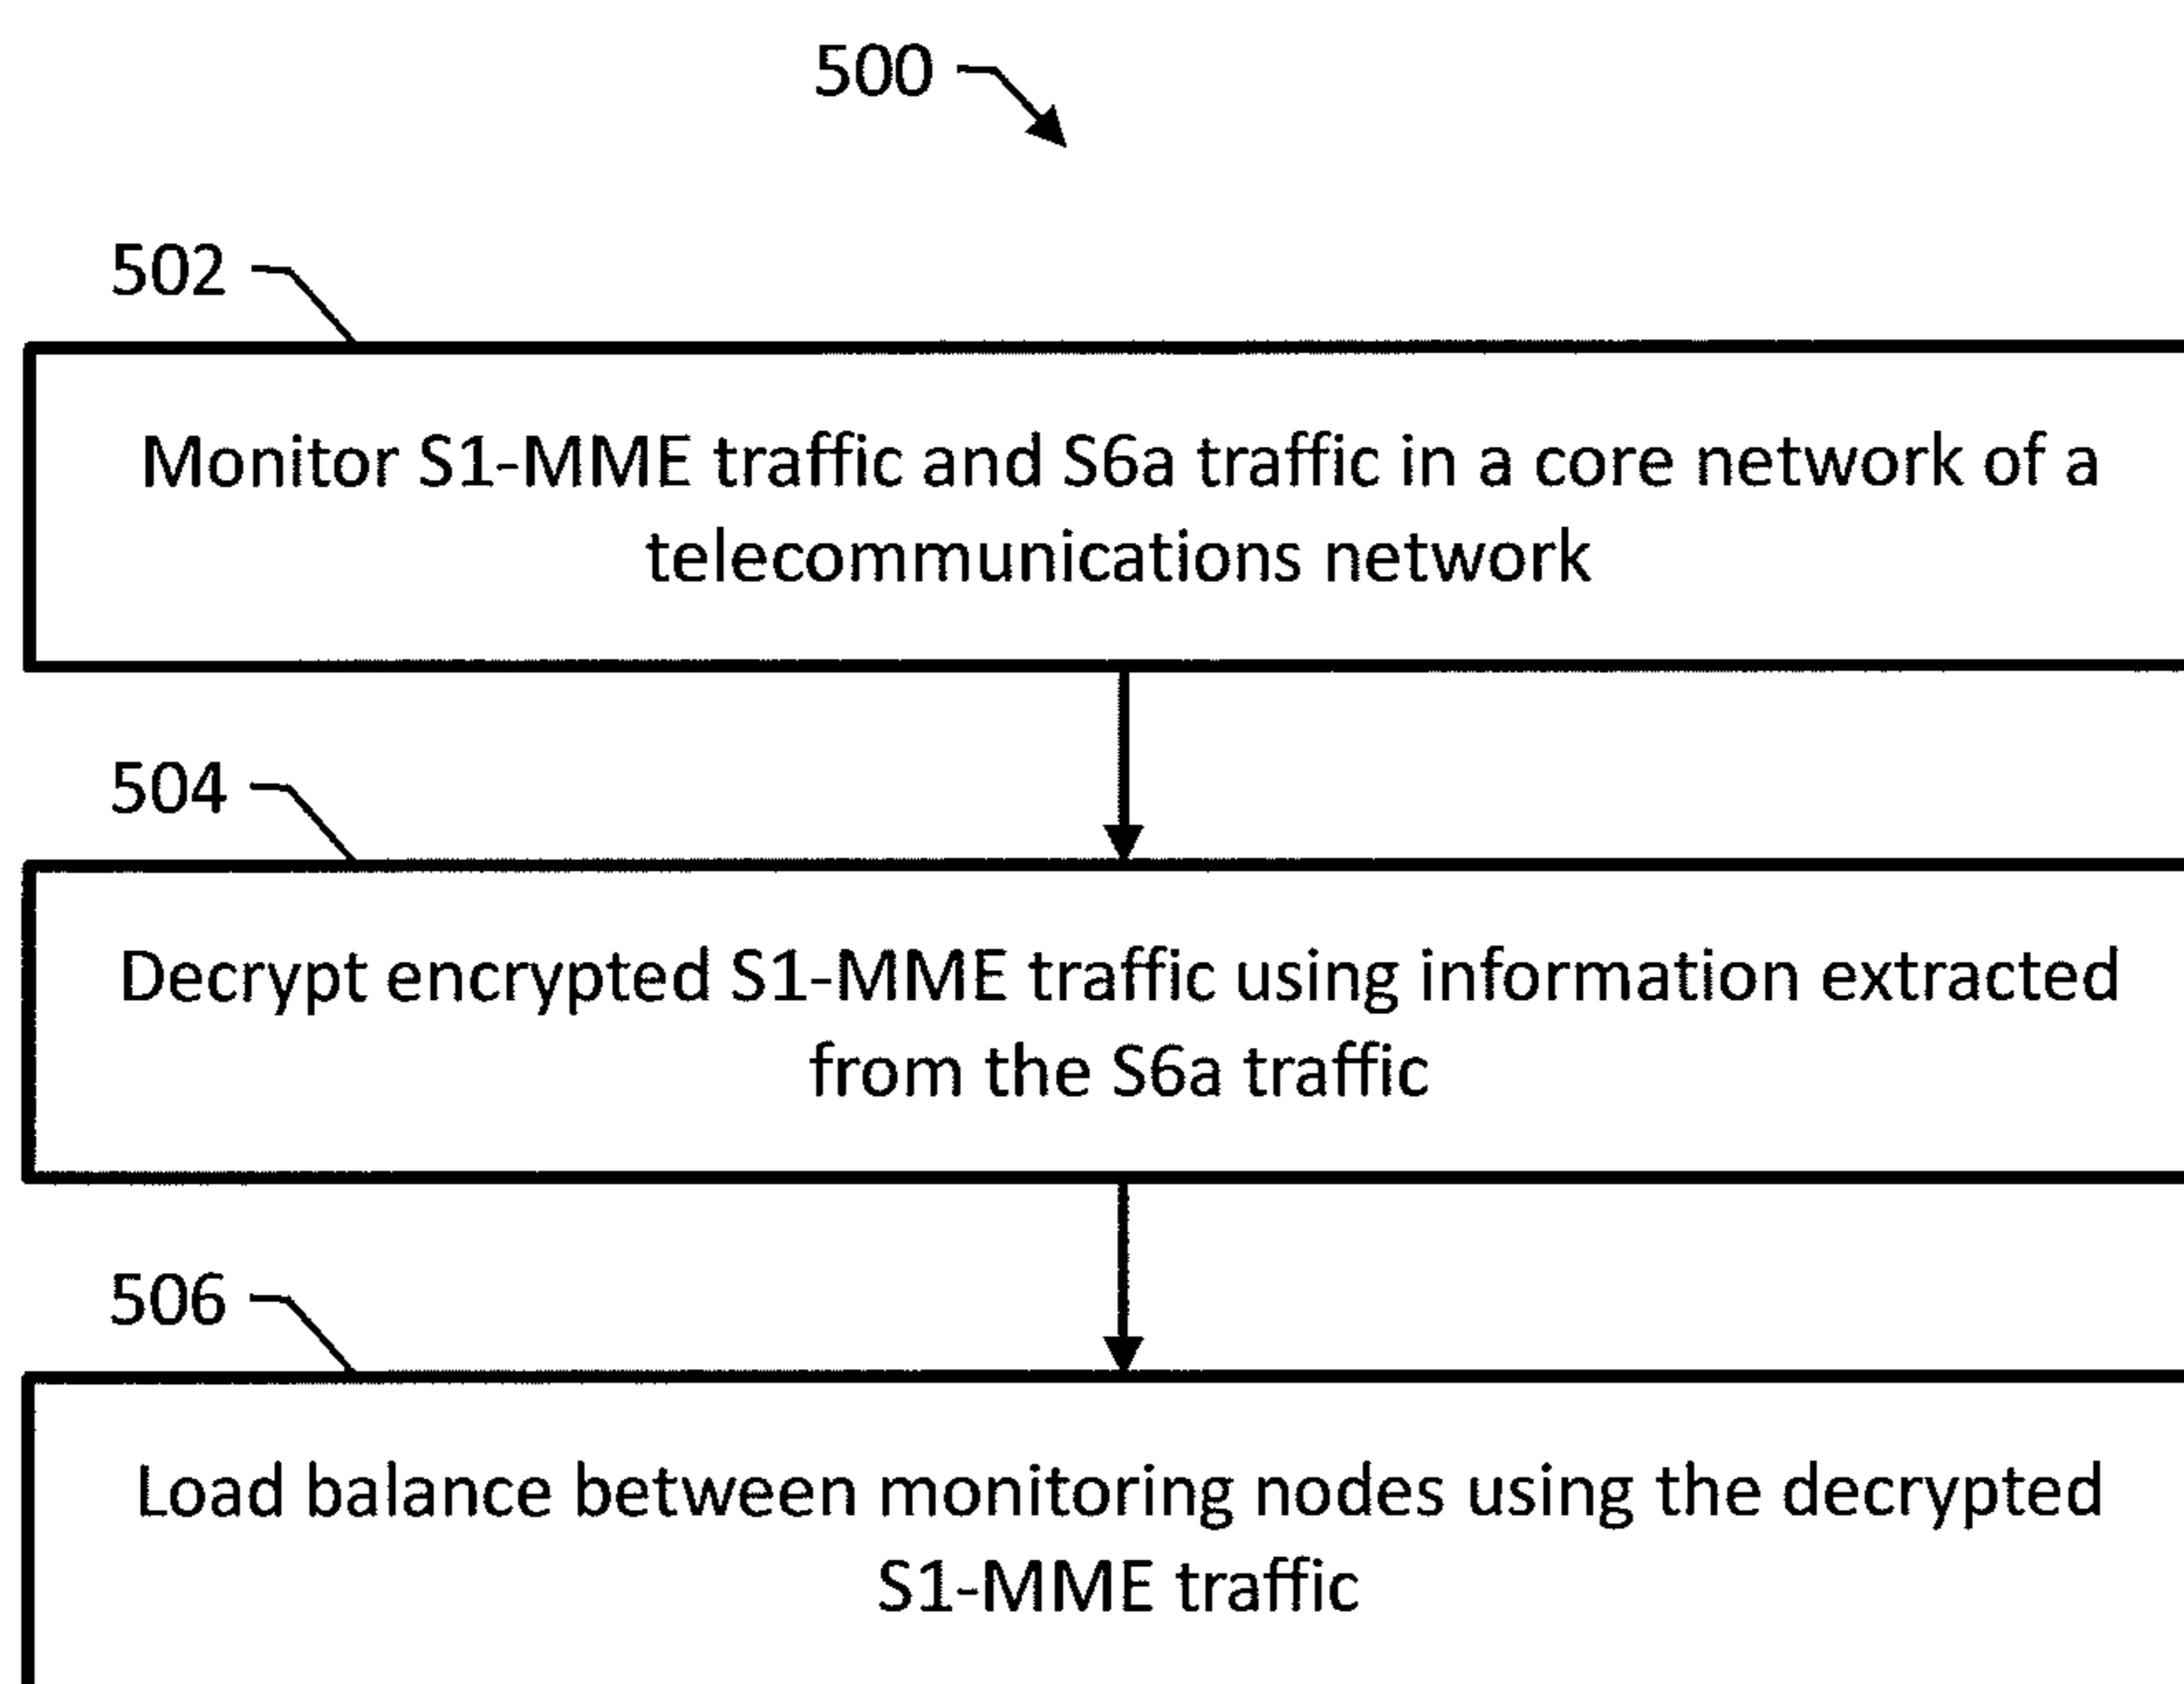 500
502
Monitor S1-MME traffic and S6a traffic in a core network of a
telecommunications network
504
Decrypt encrypted S1-MME traffic using information extracted
from the S6a traffic
506
Load balance between monitoring nodes using the decrypted
S1-MME traffic